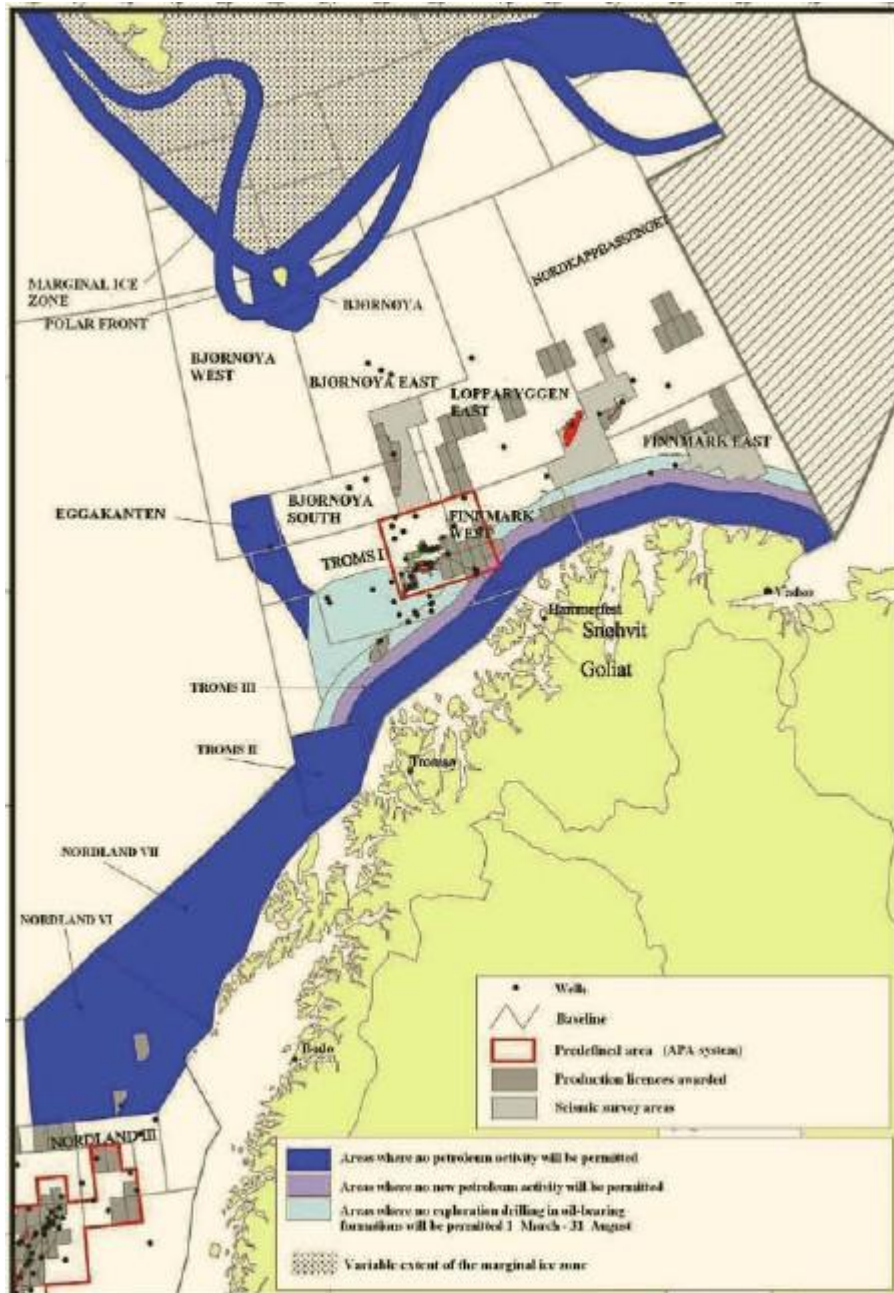 MARGINAL ICE
ZONE
POLAR FRONT
BJØRNØYA
NORDKAPPBASSENGET
BJØRNØYA
WEST
BJØRNØYA EAST
LOPPARYGGEN
EAST
FINNMARK EAST
EGGAKANTEN
BJØRNØYA
SOUTH
FINNMARK
WEST
TROMS I
Hammerfest
Vadsø
Snøhvit
Goliat
TROMS III
TROMS II
Tromsø
NORDLAND VII
NORDLAND VI
Bodø
NORDLAND III
Wells
Baseline
Predefined area (APA-system)
Production licences awarded
Seismic survey areas
Areas where no petroleum activity will be permitted
Areas where no new petroleum activity will be permitted
Areas where no exploration drilling in oil-bearing
formations will be permitted 1 March - 31 August
Variable extent of the marginal ice zone